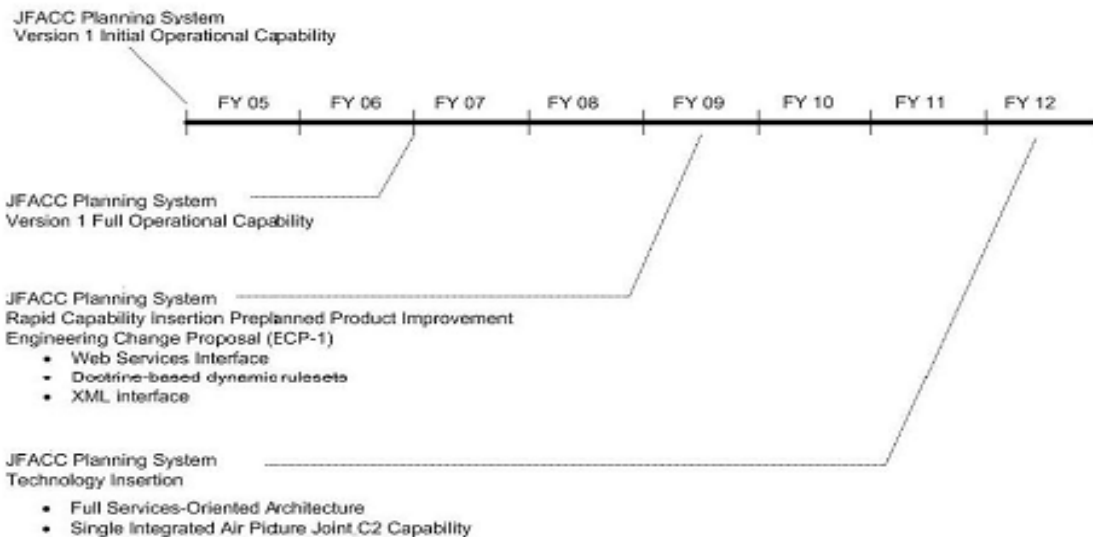 JFACC Planning System
Version 1 Initial Operational Capability
FY 05 FY 06 FY 07 FY 08 FY 09 FY 10 FY 11 FY 12
JFACC Planning System
Version 1 Full Operational Capability
JFACC Planning System
Rapid Capability Insertion Preplanned Product Improvement
Engineering Change Proposal (ECP-1)
• Web Services Interface
• Doctrine-based dynamic rulesets
• XML interface
JFACC Planning System
Technology Insertion
• Full Services-Oriented Architecture
• Single Integrated Air Picture Joint C2 Capability